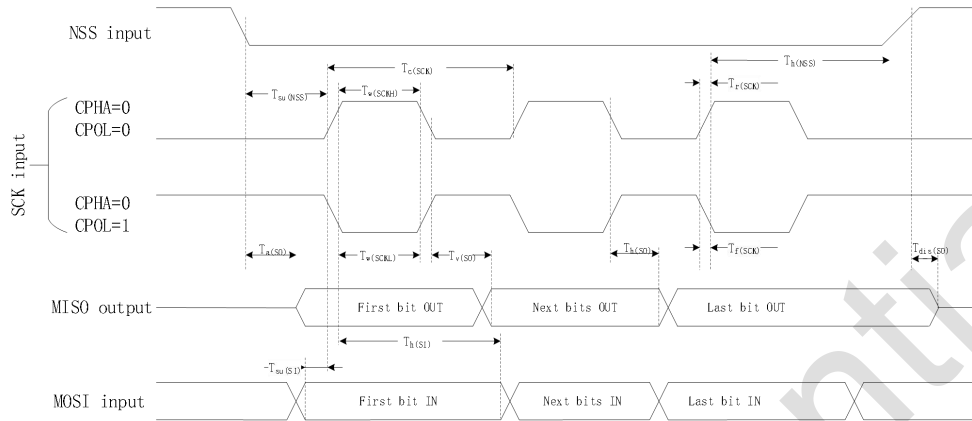 NSS input
Tc(SCK)
Th(NSS)
Tsu(NSS)
Tw(SCKH)
Tr(SCK)
SCK input
CPHA=0
CPOL=0
CPHA=0
CPOL=1
Ta(SO)
Tw(SCKL)
Tv(SO)
Th(SO)
Tf(SCK)
Tdis(SO)
MISO output
First bit OUT
Next bits OUT
Last bit OUT
Th(SI)
Tsu(SI)
MOSI input
First bit IN
Next bits IN
Last bit IN